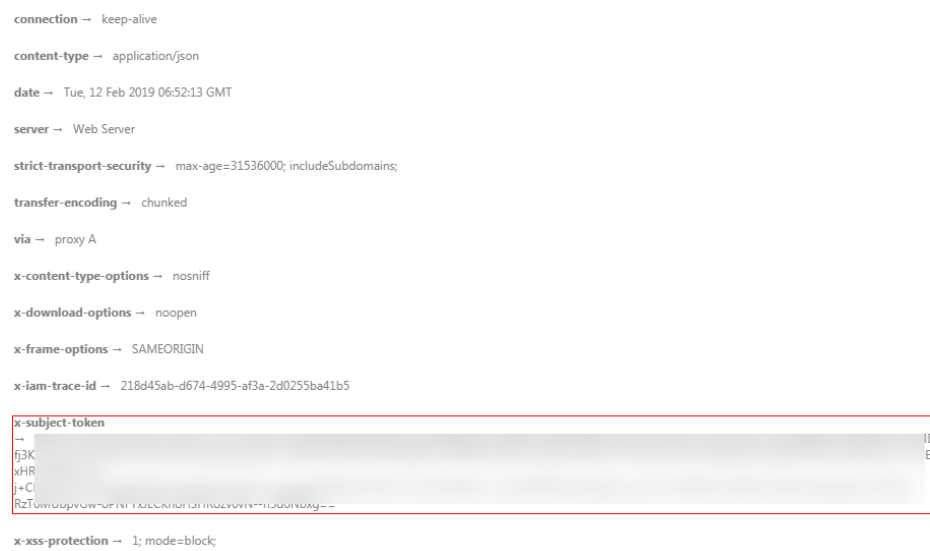 connection → keep-alive
content-type → application/json
date → Tue, 12 Feb 2019 06:52:13 GMT
server → Web Server
strict-transport-security → max-age=31536000; includeSubdomains;
transfer-encoding → chunked
via → proxy A
x-content-type-options → nosniff
x-download-options → noopen
x-frame-options → SAMEORIGIN
x-iam-trace-id → 218d45ab-d674-4995-af3a-2d0255ba41b5
x-subject-token
→
fj3K
xHR
j+C
x-xss-protection → 1; mode=block;